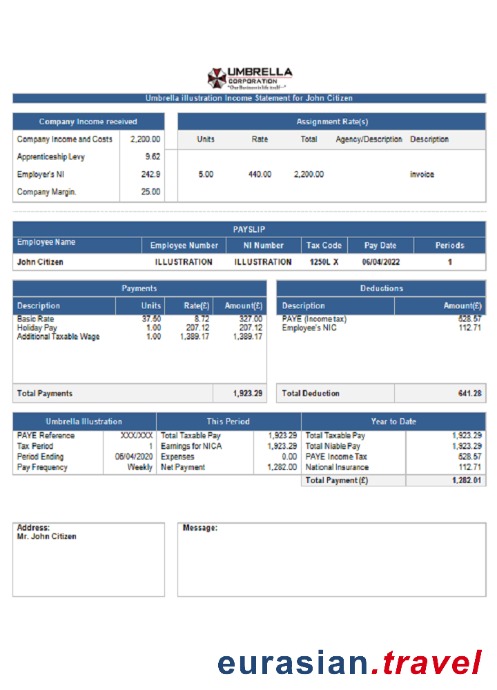 UMBRELLA
CORPORATION
"Our Business is life itself..."
Umbrella illustration Income Statement for John Citizen
Company Income received
Company Income and Costs 2,200.00
Apprenticeship Levy 9.62
Employer's NI 242.9
Company Margin. 25.00
Assignment Rate(s)
Units Rate Total Agency/Description Description
5.00 440.00 2,200.00 invoice
PAYSLIP
Employee Name Employee Number NI Number Tax Code Pay Date Periods
John Citizen ILLUSTRATION ILLUSTRATION 1250L X 06/04/2022 1
Payments
Description Units Rate(£) Amount(£)
Basic Rate 37.50 8.72 327.00
Holiday Pay 1.00 207.12 207.12
Additional Taxable Wage 1.00 1,389.17 1,389.17
Total Payments 1,923.29
Deductions
Description Amount(£)
PAYE (Income tax) 528.57
Employee's NIC 112.71
Total Deduction 641.28
Umbrella Illustration
PAYE Reference XXX/XXX
Tax Period 1
Period Ending 06/04/2020
Pay Frequency Weekly
This Period
Total Taxable Pay 1,923.29
Earnings for NICA 1,923.29
Expenses 0.00
Net Payment 1,282.00
Year to Date
Total Taxable Pay 1,923.29
Total Niable Pay 1,923.29
PAYE Income Tax 528.57
National Insurance 112.71
Total Payment (£) 1,282.01
Address:
Mr. John Citizen
Message:
eurasian.travel